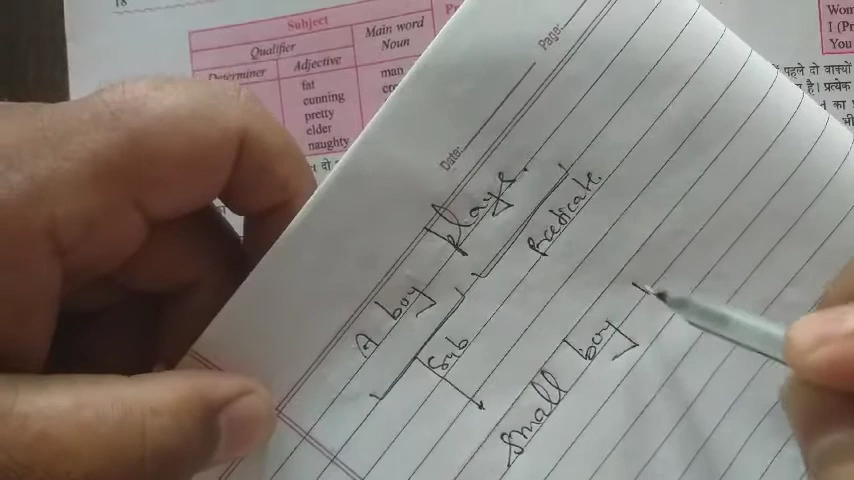 18
Subject
Qualifier
Main word
Noun
Determiner
Adjective
fat
cunning
pretty
elder
naughty
man
I (Pr
You
पहले दो वाक्यों
है। प्रत्येक
Date:
Page:
A boy plays.
Sub
Predicate.
small boy